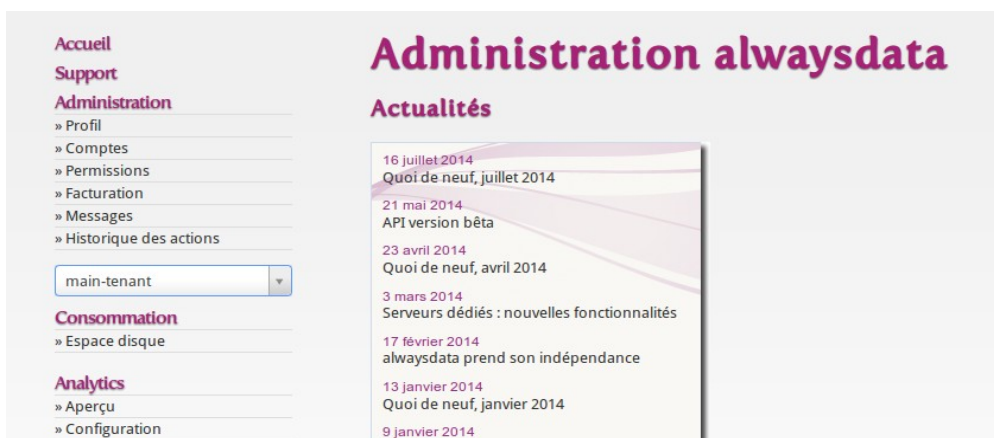 Accueil
Support
Administration
» Profil
» Comptes
» Permissions
» Facturation
» Messages
» Historique des actions
main-tenant
Consommation
» Espace disque
Analytics
» Aperçu
» Configuration
Administration alwaysdata
Actualités
16 juillet 2014
Quoi de neuf, juillet 2014
21 mai 2014
API version bêta
23 avril 2014
Quoi de neuf, avril 2014
3 mars 2014
Serveurs dédiés : nouvelles fonctionnalités
17 février 2014
alwaysdata prend son indépendance
13 janvier 2014
Quoi de neuf, janvier 2014
9 janvier 2014